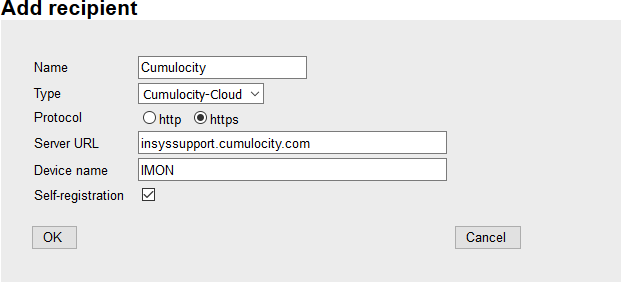 Add recipient
Name Cumulocity
Type Cumulocity-Cloud
Protocol http https
Server URL insyssupport.cumulocity.com
Device name IMON
Self-registration
OK Cancel